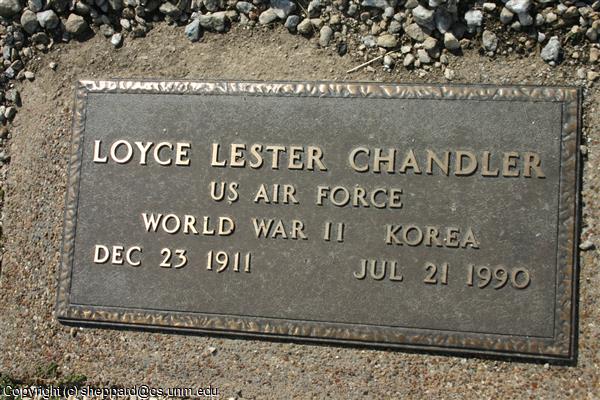 LOYCE LESTER CHANDLER
US AIR FORCE
WORLD WAR II KOREA
DEC 23 1911 JUL 21 1990
Copyright (c) sheppard@cs.unm.edu